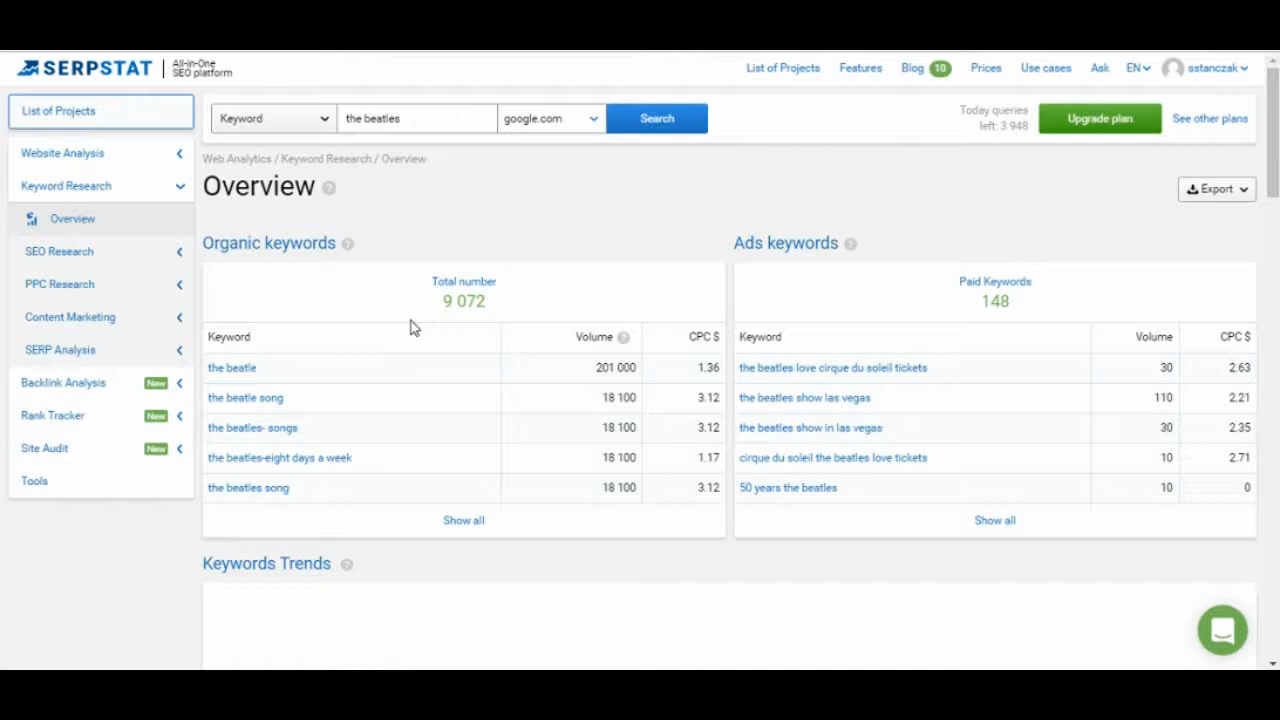 SERPSTAT
All-in-One
SEO platform
List of Projects
Features
Blog 10
Prices
Use cases
Ask
EN
sstanczak
List of Projects
Website Analysis
Keyword Research
Overview
SEO Research
PPC Research
Content Marketing
SERP Analysis
Backlink Analysis New
Rank Tracker New
Site Audit New
Tools
Keyword the beatles google.com Search
Today queries
left: 3 948
Upgrade plan
See other plans
Web Analytics / Keyword Research / Overview
Overview ?
Export
Organic keywords ?
Total number
9 072
Keyword Volume ? CPC $
the beatle 201 000 1.36
the beatle song 18 100 3.12
the beatles- songs 18 100 3.12
the beatles-eight days a week 18 100 1.17
the beatles song 18 100 3.12
Show all
Ads keywords ?
Paid Keywords
148
Keyword Volume CPC $
the beatles love cirque du soleil tickets 30 2.63
the beatles show las vegas 110 2.21
the beatles show in las vegas 30 2.35
cirque du soleil the beatles love tickets 10 2.71
50 years the beatles 10 0
Show all
Keywords Trends ?